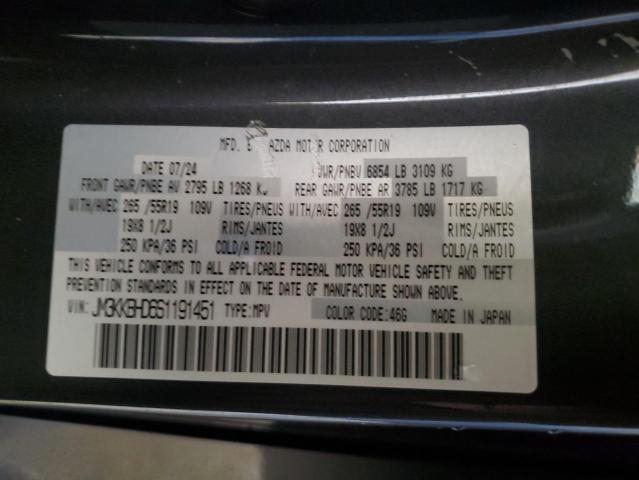 MFD. B AZDA MOTOR CORPORATION
DATE 07/24 WR/PNBV 6854 LB 3109 KG
FRONT GAWR/PNBE AV 2795 LB 1268 KG REAR GAWR/PNBE AR 3785 LB 1717 KG
WITH/AVEC 265 /55R19 109V TIRES/PNEUS WITH/AVEC 265 /55R19 109V TIRES/PNEUS
19X8 1/2J RIMS/JANTES 19X8 1/2J RIMS/JANTES
250 KPA/36 PSI COLD/A FROID 250 KPA/36 PSI COLD/A FROID
THIS VEHICLE CONFORMS TO ALL APPLICABLE FEDERAL MOTOR VEHICLE SAFETY AND THEFT
PREVENTION STANDARDS IN EFFECT ON THE DATE OF MANUFACTURE SHOWN ABOVE.
VIN: JM3KKBHD6S1191451 TYPE:MPV COLOR CODE:46G MADE IN JAPAN